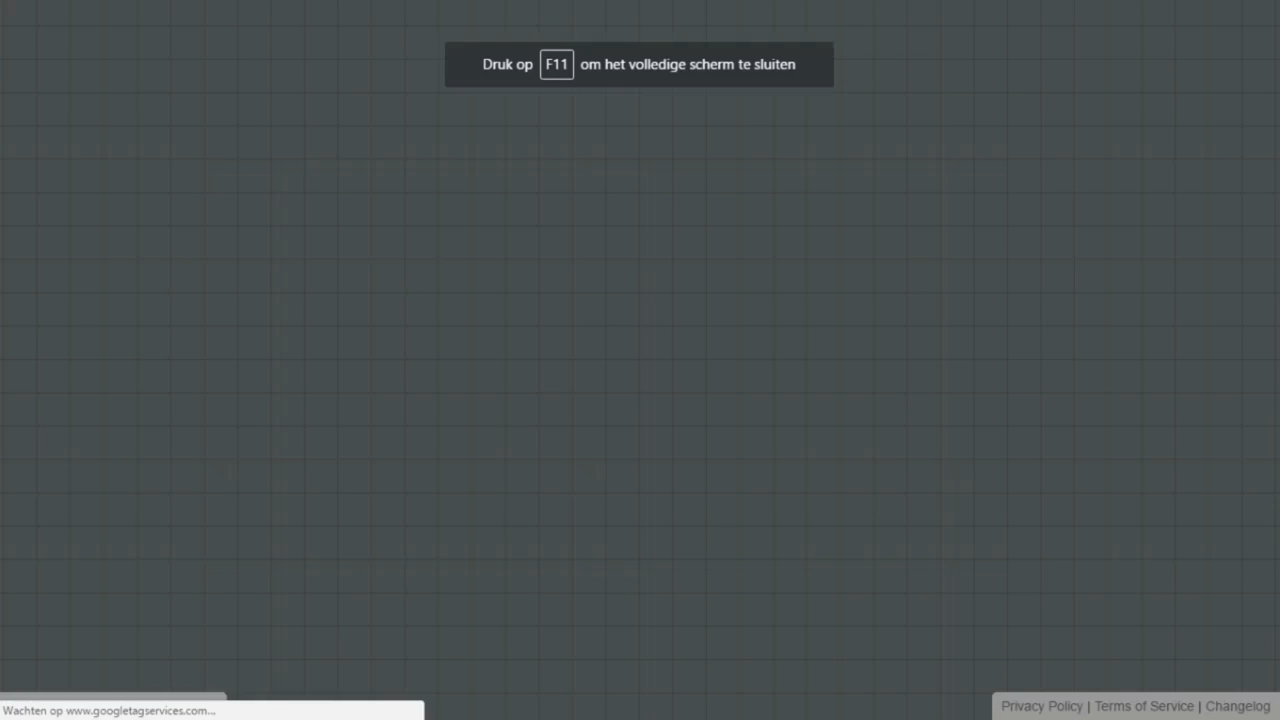 Druk op F11 om het volledige scherm te sluiten
Wachten op www.googletagservices.com...
Privacy Policy | Terms of Service | Changelog